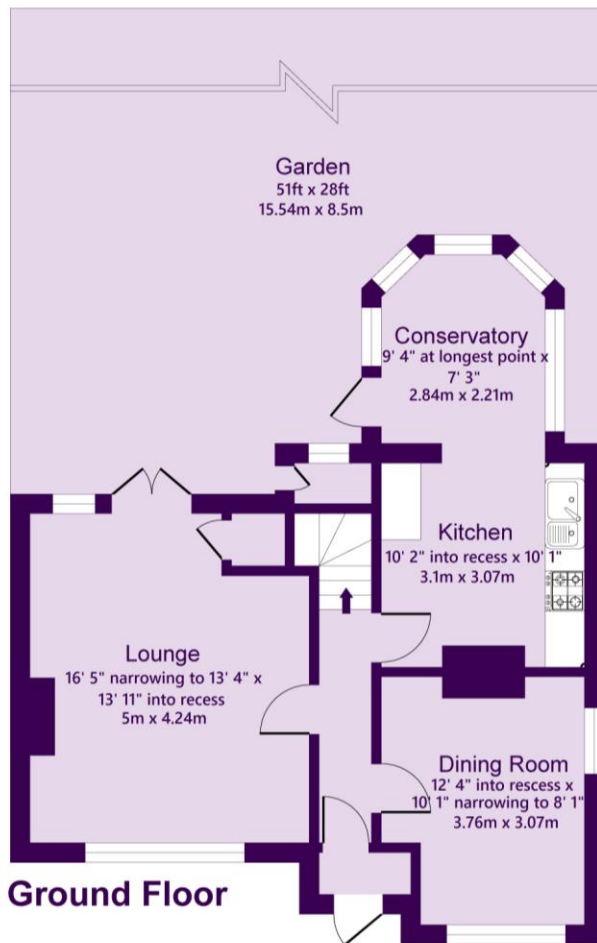 Garden
51ft x 28ft
15.54m x 8.5m
Conservatory
9' 4" at longest point x
7' 3"
2.84m x 2.21m
Kitchen
10' 2" into recess x 10' 1"
3.1m x 3.07m
Lounge
16' 5" narrowing to 13' 4" x
13' 11" into recess
5m x 4.24m
Dining Room
12' 4" into rescess x
10' 1" narrowing to 8' 1"
3.76m x 3.07m
Ground Floor